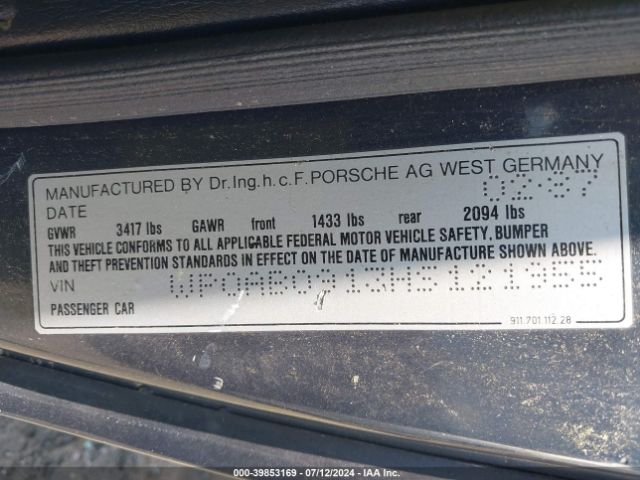 MANUFACTURED BY Dr.Ing.h.c.F.PORSCHE AG WEST GERMANY
DATE 02·87
GVWR 3417 lbs GAWR front 1433 lbs rear 2094 lbs
THIS VEHICLE CONFORMS TO ALL APPLICABLE FEDERAL MOTOR VEHICLE SAFETY, BUMPER
AND THEFT PREVENTION STANDARDS IN EFFECT ON THE DATE OF MANUFACTURE SHOWN ABOVE.
VIN WP0AB0913HS121955
PASSENGER CAR
911.701.112.28
000-39853169 - 07/12/2024 - IAA Inc.